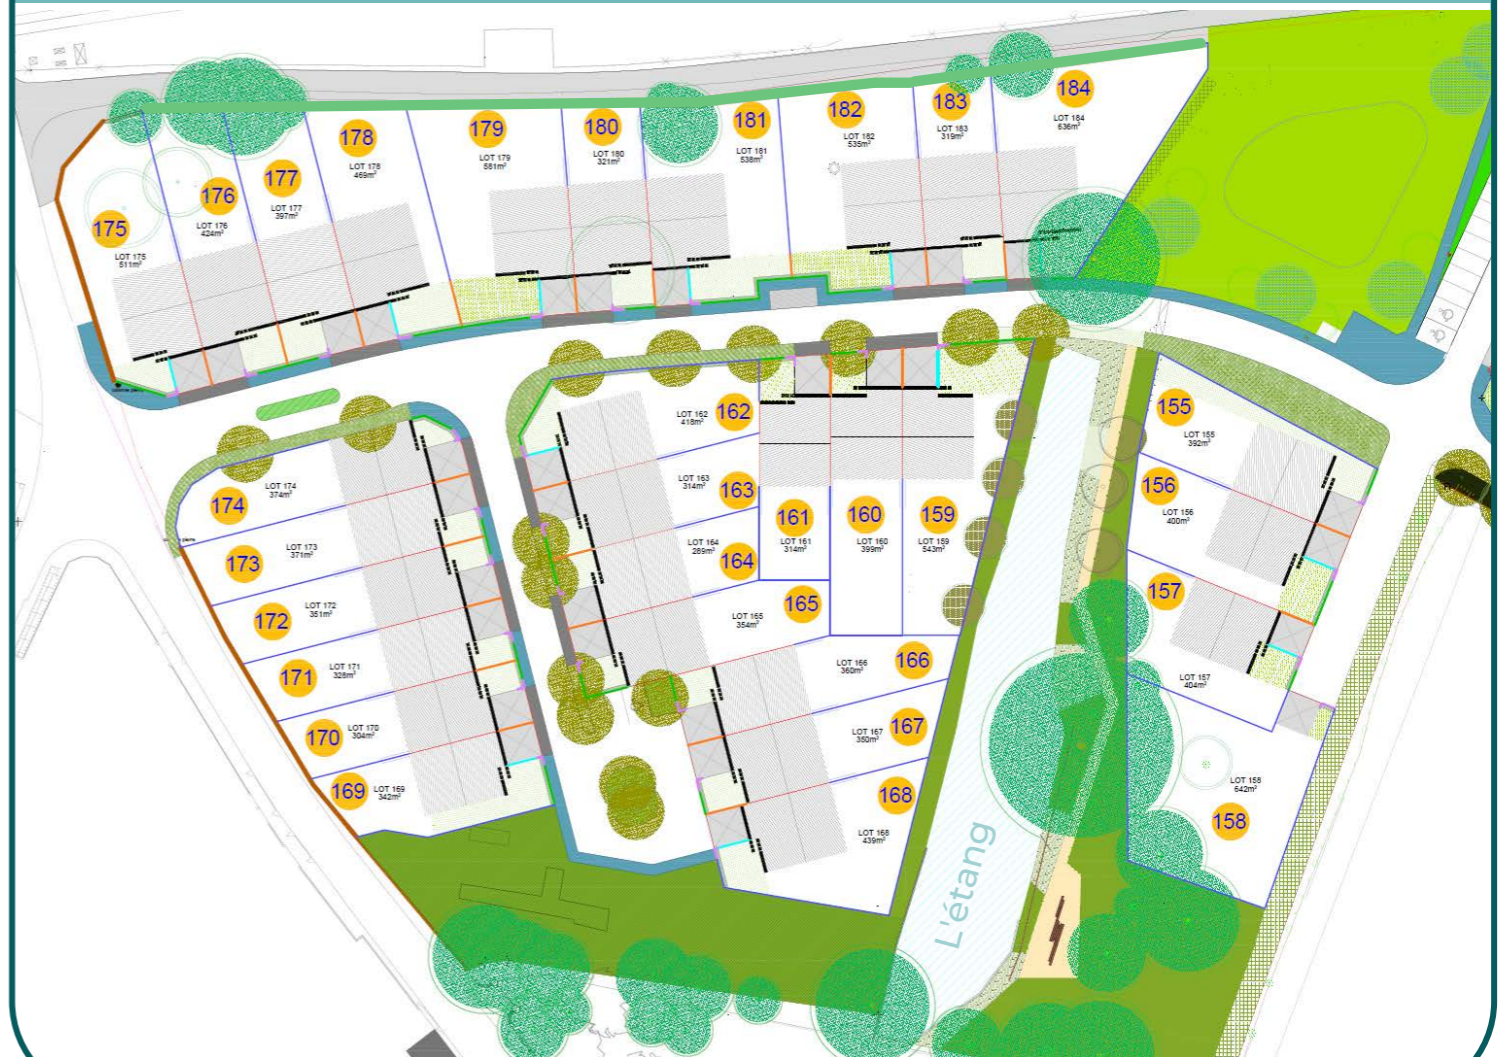 184
LOT 184
636m²
183
LOT 183
319m²
182
LOT 182
535m²
181
LOT 181
538m²
180
LOT 180
321m²
179
LOT 179
581m²
178
LOT 178
469m²
177
LOT 177
397m²
176
LOT 176
424m²
175
LOT 175
511m²
162
LOT 162
418m²
163
LOT 163
314m²
164
LOT 164
289m²
165
LOT 165
354m²
161
LOT 161
314m²
160
LOT 160
399m²
159
LOT 159
543m²
155
LOT 155
392m²
156
LOT 156
400m²
157
LOT 157
404m²
158
LOT 158
642m²
174
LOT 174
374m²
173
LOT 173
371m²
172
LOT 172
351m²
171
LOT 171
328m²
170
LOT 170
304m²
169
LOT 169
342m²
166
LOT 166
360m²
167
LOT 167
168
LOT 168
439m²
L'étang